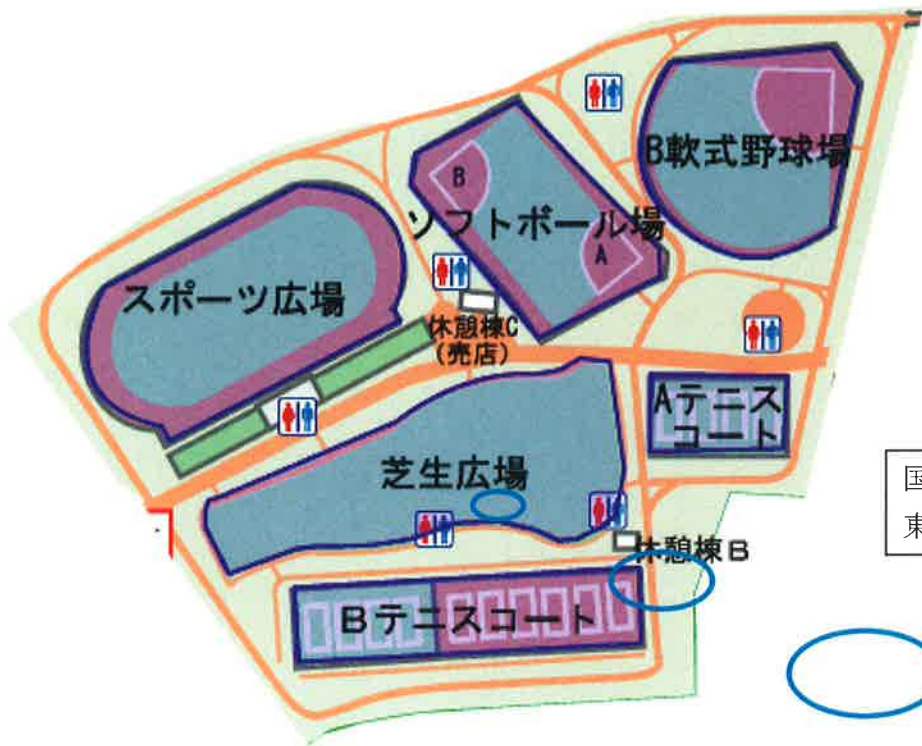 B軟式野球場
B
ソフトボール場
A
スポーツ広場
休憩棟C
(売店)
Aテニス
コート
芝生広場
国
東
休憩棟B
Bテニスコート